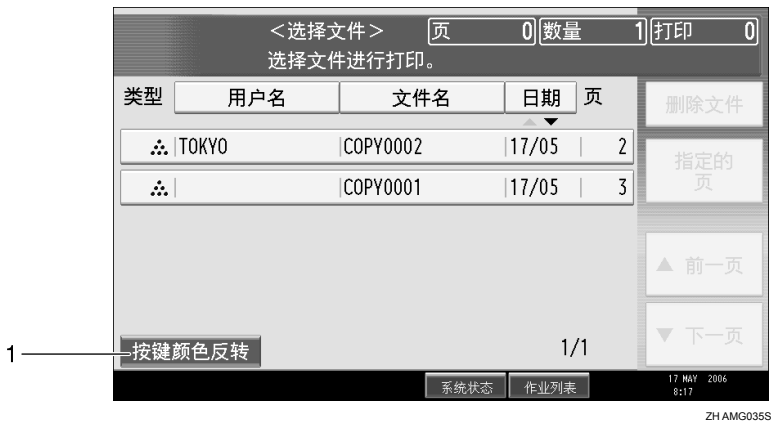 <选择文件> 页 0 数量 1 打印 0
选择文件进行打印。
类型 用户名 文件名 日期 页 删除文件
TOKYO COPY0002 17/05 2
指定的
页
COPY0001 17/05 3
▲ 前一页
▼ 下一页
1 按键颜色反转 1/1
系统状态 作业列表 17 MAY 2006
8:17
ZH AMG035S